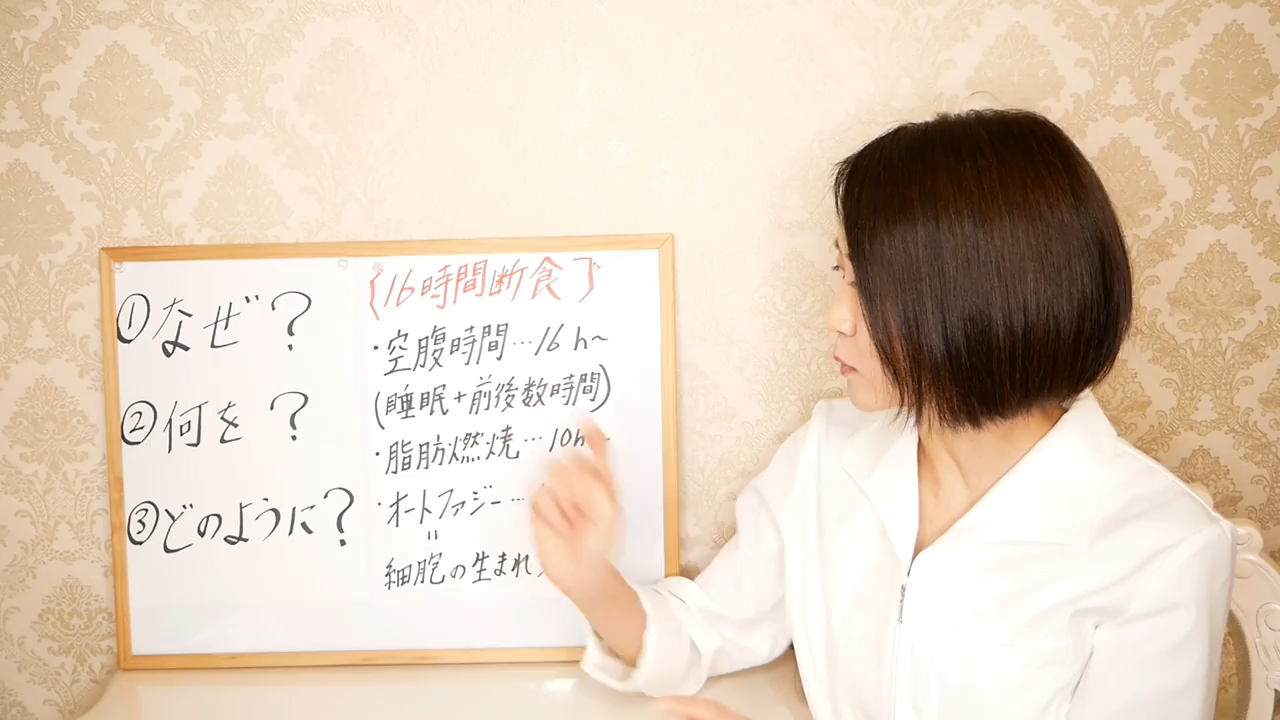 ①なぜ?
②何を?
③どのように?
{16時間断食}
・空腹時間…16h~
(睡眠+前後数時間)
・脂肪燃焼…10h
・オートファジー…
=
細胞の生まれ